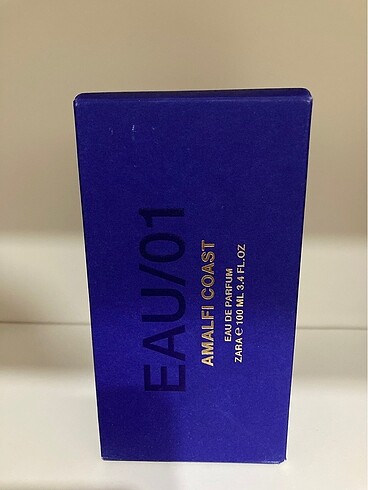 EAU/01
AMALFI COAST
EAU DE PARFUM
ZARA e 100 ML 3.4 FL.OZ